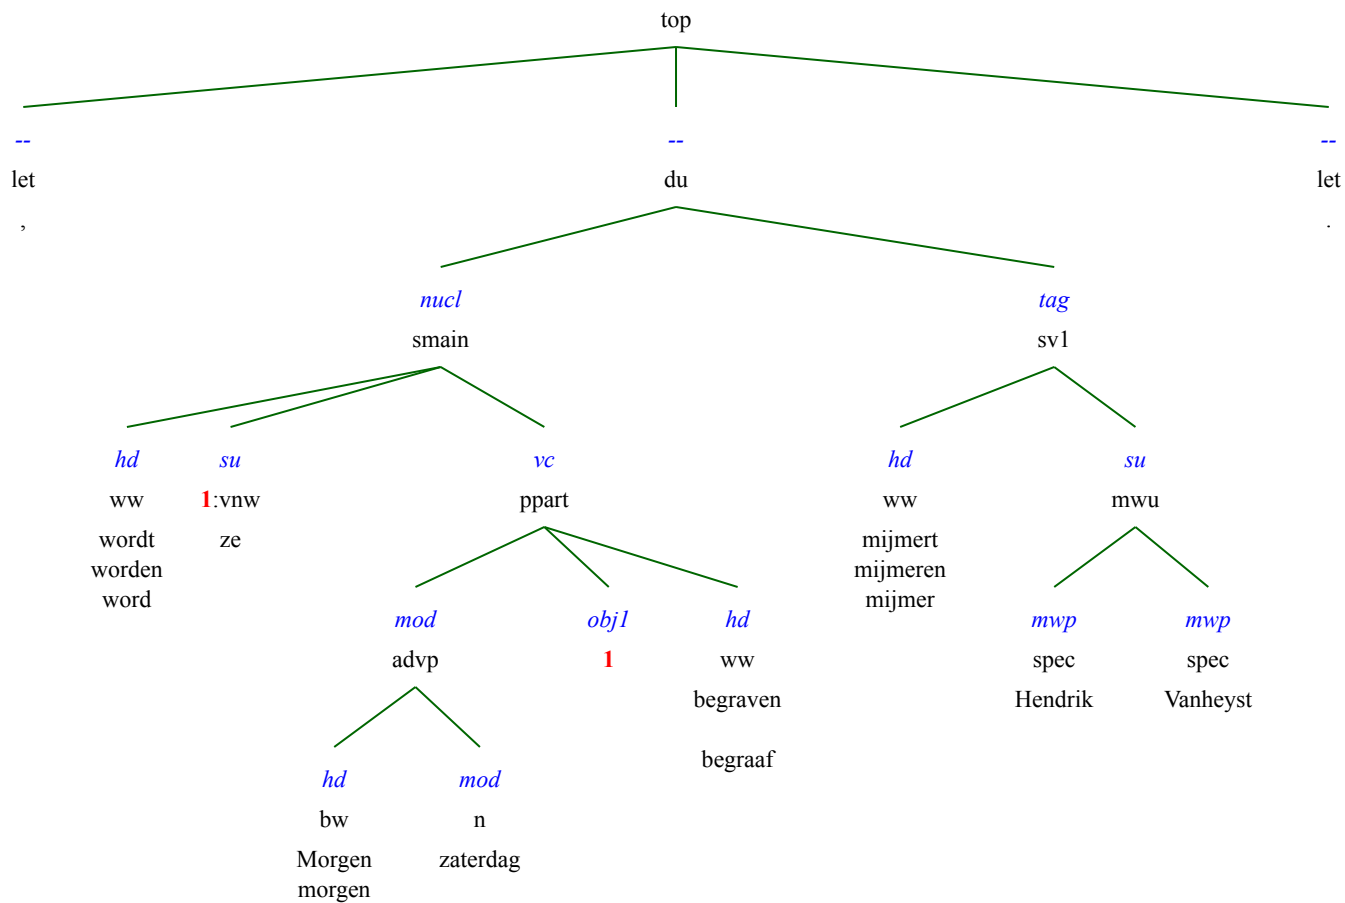 top
-- -- --
let du let
, .
nucl tag
smain sv1
hd su vc hd su
ww 1:vnw ppart ww mwu
wordt ze mijmert
worden mijmeren
word mijmer
mod obj1 hd mwp mwp
advp 1 ww spec spec
begraven Hendrik Vanheyst
begraaf
hd mod
bw n
Morgen zaterdag
morgen